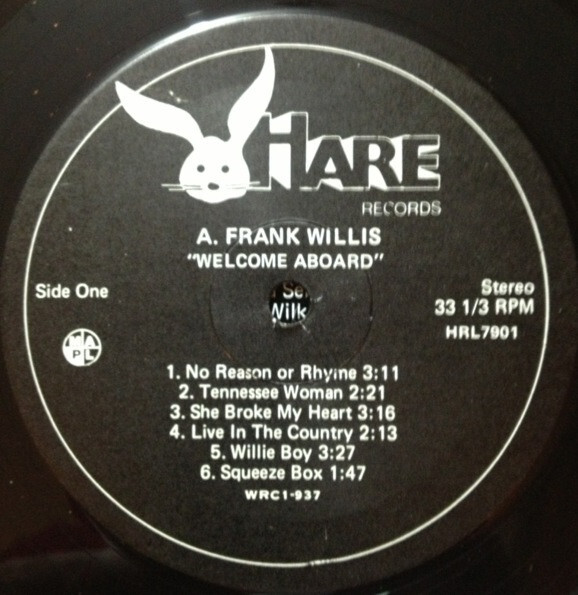 HARE
RECORDS
A. FRANK WILLIS
"WELCOME ABOARD"
Side One
Stereo
33 1/3 RPM
HRL7901
MAPL
1. No Reason or Rhyme 3:11
2. Tennessee Woman 2:21
3. She Broke My Heart 3:16
4. Live In The Country 2:13
5. Willie Boy 3:27
6. Squeeze Box 1:47
WRC1-937